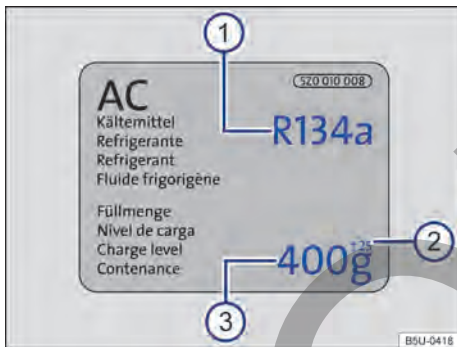 1
5Z0 010 008
AC
Kältemittel
Refrigerante R134a
Refrigerant
Fluide frigorigène
Füllmenge
Nivel de carga
±25 2
Charge level 400g
Contenance
3
B5U-0418